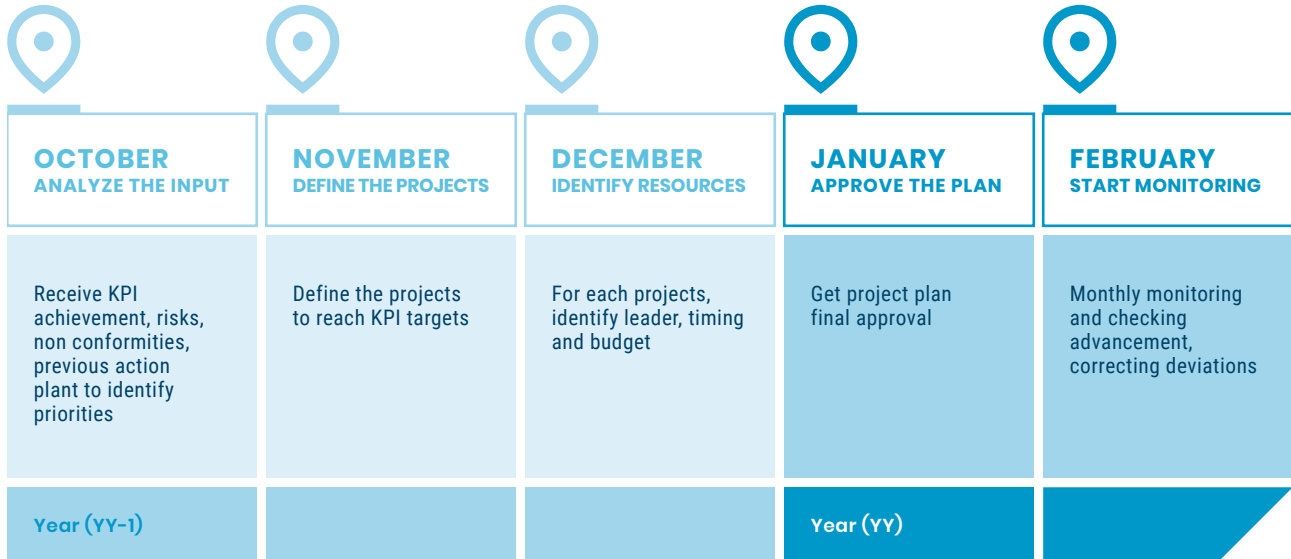 OCTOBER
ANALYZE THE INPUT
Receive KPI
achievement, risks,
non conformities,
previous action
plant to identify
priorities
Year (YY-1)
NOVEMBER
DEFINE THE PROJECTS
Define the projects
to reach KPI targets
DECEMBER
IDENTIFY RESOURCES
For each projects,
identify leader, timing
and budget
JANUARY
APPROVE THE PLAN
Get project plan
final approval
Year (YY)
FEBRUARY
START MONITORING
Monthly monitoring
and checking
advancement,
correcting deviations